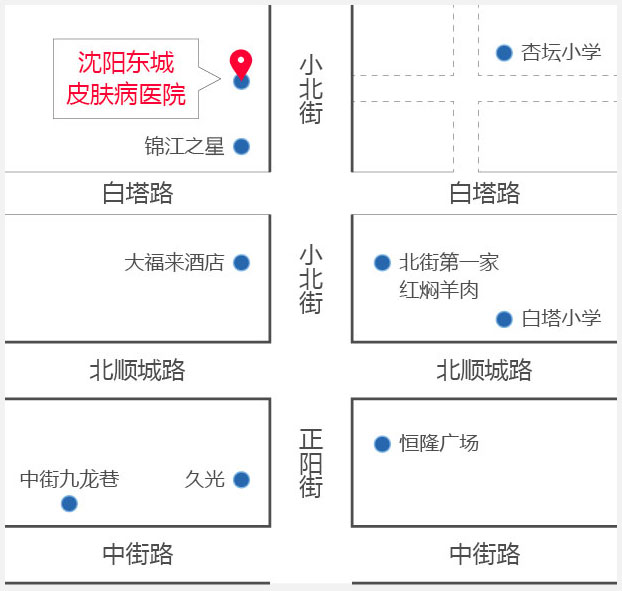 沈阳东城
皮肤病医院
小北街
杏坛小学
锦江之星
白塔路
白塔路
大福来酒店
小北街
北街第一家
红焖羊肉
白塔小学
北顺城路
北顺城路
正阳街
恒隆广场
中街九龙巷
久光
中街路
中街路